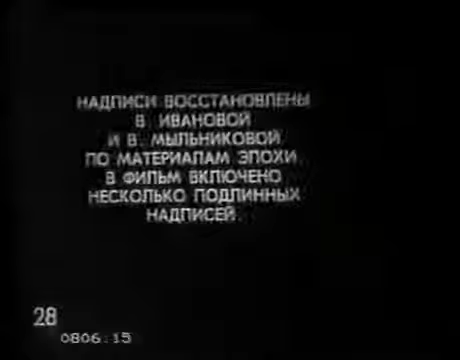 НАДПИСИ ВОССТАНОВЛЕНЫ
В. ИВАНОВОЙ
И В. МЫЛЬНИКОВОЙ
ПО МАТЕРИАЛАМ ЭПОХИ
В ФИЛЬМ ВКЛЮЧЕНО
НЕСКОЛЬКО ПОДЛИННЫХ
НАДПИСЕЙ
28
0806:15